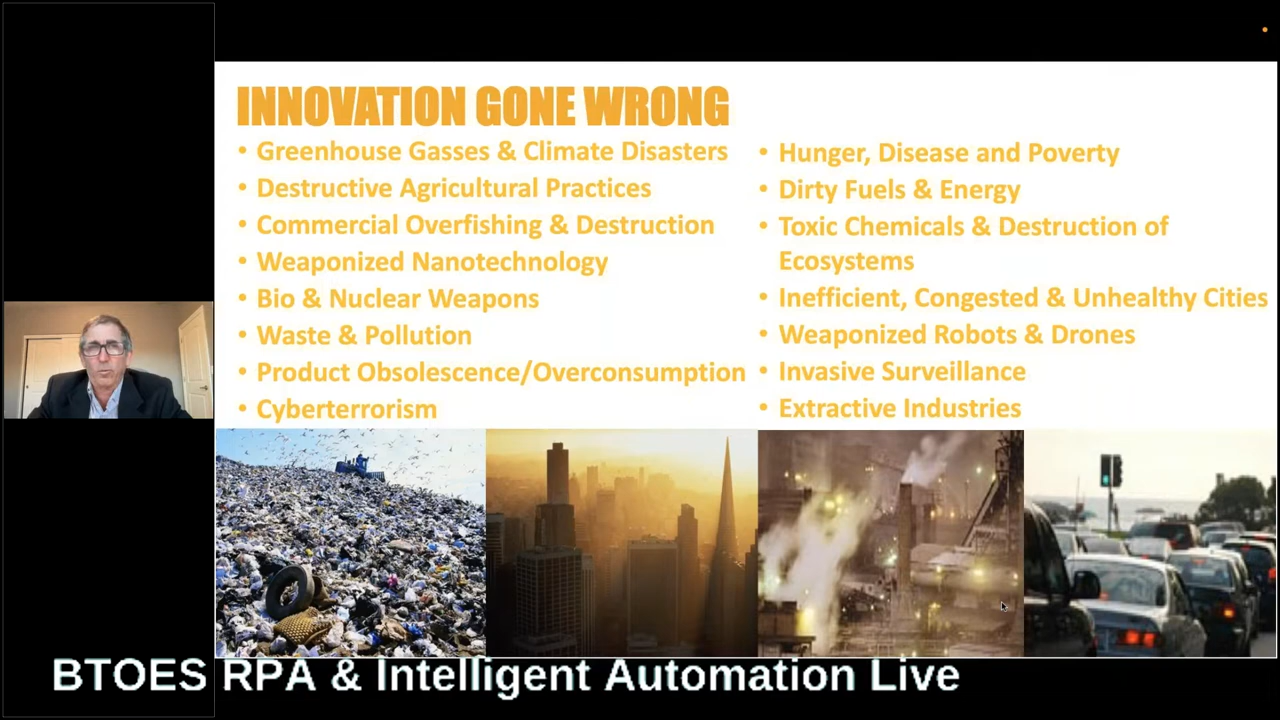 INNOVATION GONE WRONG
• Greenhouse Gasses & Climate Disasters
• Destructive Agricultural Practices
• Commercial Overfishing & Destruction
• Weaponized Nanotechnology
• Bio & Nuclear Weapons
• Waste & Pollution
• Product Obsolescence/Overconsumption
• Cyberterrorism
• Hunger, Disease and Poverty
• Dirty Fuels & Energy
• Toxic Chemicals & Destruction of
Ecosystems
• Inefficient, Congested & Unhealthy Cities
• Weaponized Robots & Drones
• Invasive Surveillance
• Extractive Industries
BTOES RPA & Intelligent Automation Live